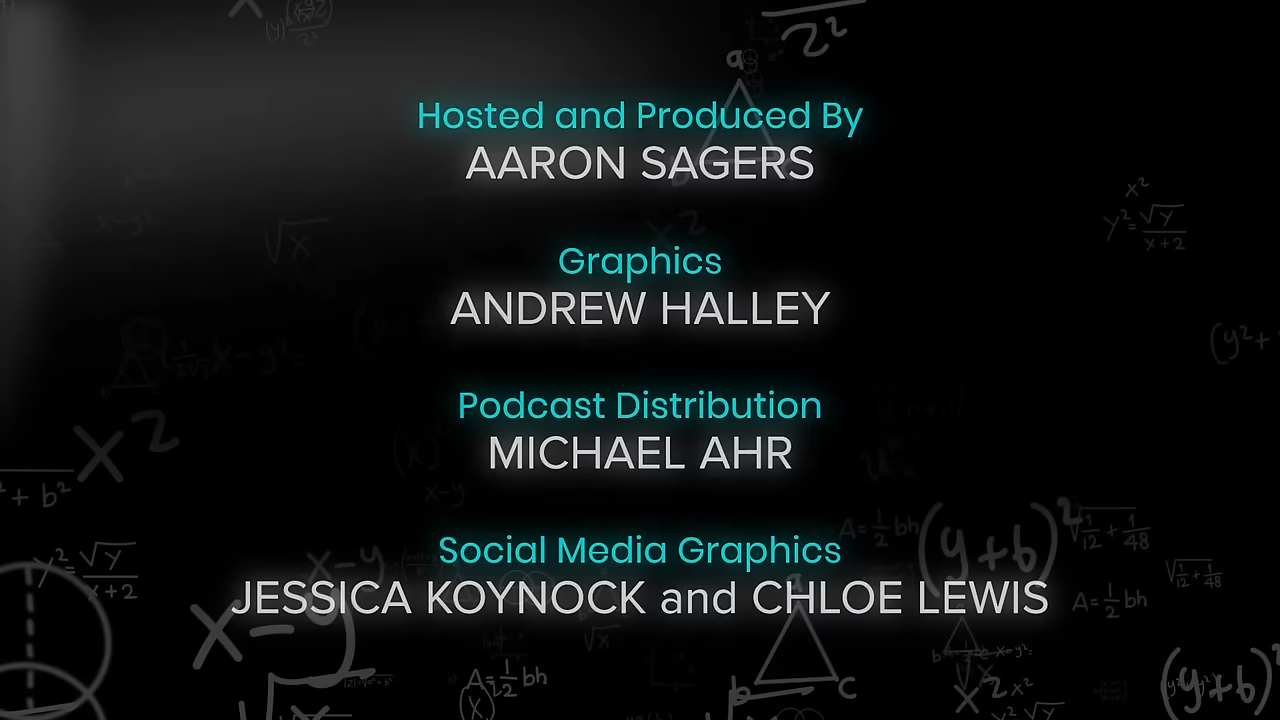 Hosted and Produced By
AARON SAGERS
Graphics
ANDREW HALLEY
Podcast Distribution
MICHAEL AHR
Social Media Graphics
JESSICA KOYNOCK and CHLOE LEWIS